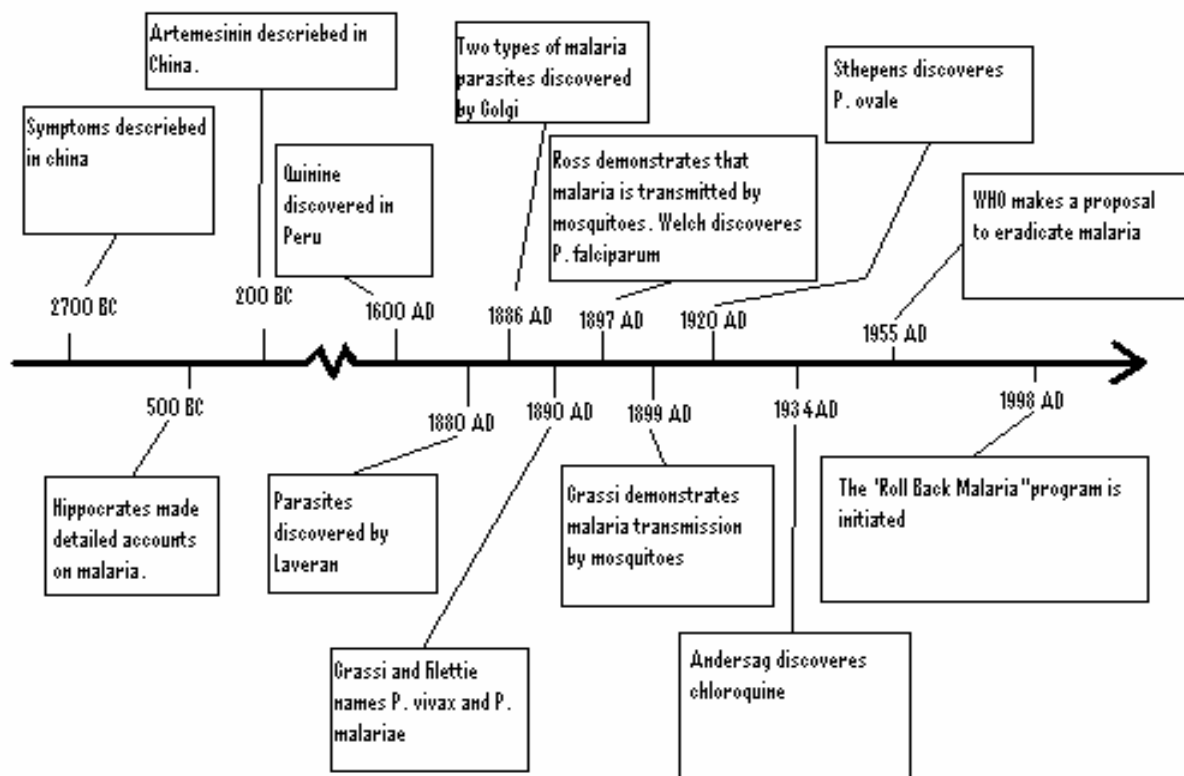 Artemesinin descriebed in
China.
Two types of malaria
parasites discovered
by Golgi
Sthepens discoveres
P. ovale
Symptoms descriebed
in china
Quinine
discovered in
Peru
Ross demonstrates that
malaria is transmitted by
mosquitoes. Welch discoveres
P. falciparum
WHO makes a proposal
to eradicate malaria
2700 BC
200 BC
1600 AD
1886 AD
1897 AD
1920 AD
1955 AD
500 BC
1880 AD
1890 AD
1899 AD
1934AD
1998 AD
Hippocrates made
detailed accounts
on malaria.
Parasites
discovered by
Laveran
Grassi demonstrates
malaria transmission
by mosquitoes
The "Roll Back Malaria" program is
initiated
Grassi and filettie
names P. vivax and P.
malariae
Andersag discoveres
chloroquine